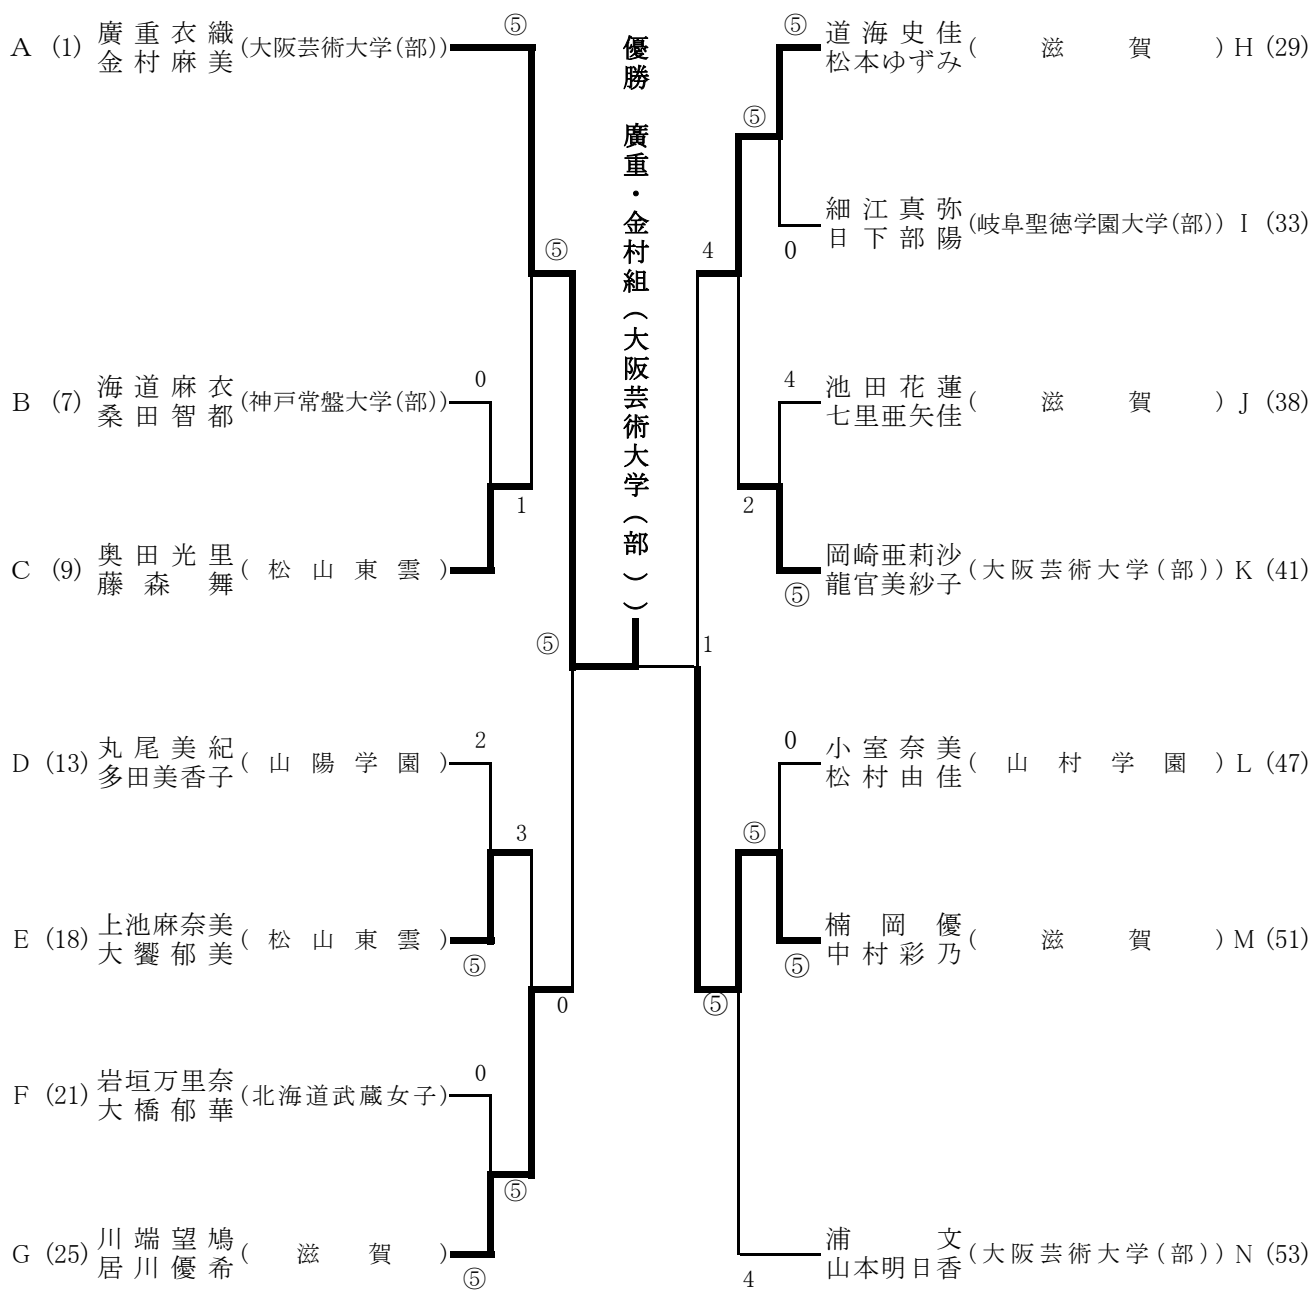 ⑤
A (1) 廣重衣織 金村麻美 (大阪芸術大学(部))
⑤
0
B (7) 海道麻衣 桑田智都 (神戸常盤大学(部))
1
C (9) 奥田光里 藤森舞 (松山東雲)
⑤
2
D (13) 丸尾美紀 多田美香子 (山陽学園)
3
E (18) 上池麻奈美 大饗郁美 (松山東雲)
⑤
0
0
F (21) 岩垣万里奈 大橋郁華 (北海道武蔵女子)
⑤
G (25) 川端望鳩 居川優希 (滋賀)
⑤
優勝 廣重・金村組(大阪芸術大学(部))
⑤
道海史佳 松本ゆずみ (滋賀) H (29)
⑤
細江真弥 日下部陽 (岐阜聖徳学園大学(部)) I (33)
0
4
4
池田花蓮 七里亜矢佳 (滋賀) J (38)
2
岡崎亜莉沙 龍官美紗子 (大阪芸術大学(部)) K (41)
⑤
1
0
小室奈美 松村由佳 (山村学園) L (47)
⑤
楠岡優 中村彩乃 (滋賀) M (51)
⑤
⑤
浦文 山本明日香 (大阪芸術大学(部)) N (53)
4